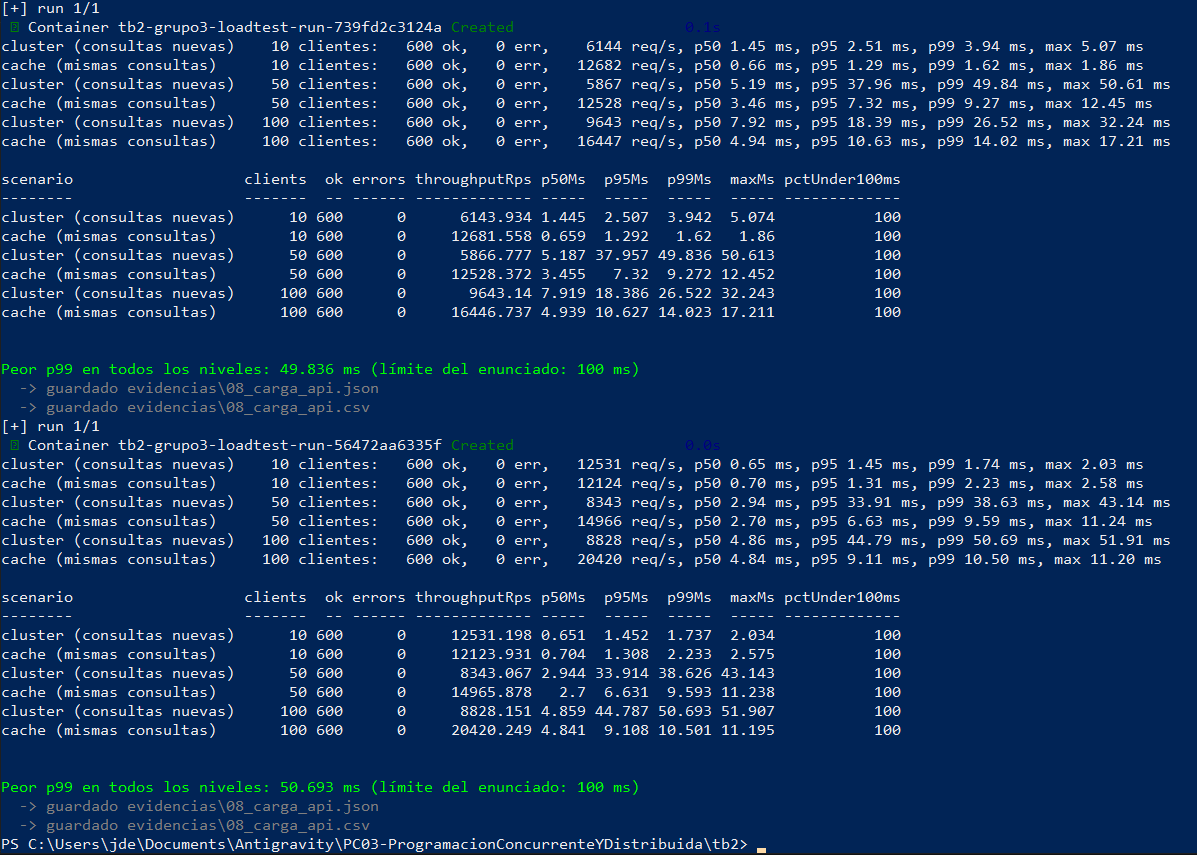 [+] run 1/1
Container tb2-grupo3-loadtest-run-739fd2c3124a Created 0.1s
cluster (consultas nuevas)    10 clientes:   600 ok,   0 err,    6144 req/s, p50 1.45 ms, p95 2.51 ms, p99 3.94 ms, max 5.07 ms
cache (mismas consultas)      10 clientes:   600 ok,   0 err,   12682 req/s, p50 0.66 ms, p95 1.29 ms, p99 1.62 ms, max 1.86 ms
cluster (consultas nuevas)    50 clientes:   600 ok,   0 err,    5867 req/s, p50 5.19 ms, p95 37.96 ms, p99 49.84 ms, max 50.61 ms
cache (mismas consultas)      50 clientes:   600 ok,   0 err,   12528 req/s, p50 3.46 ms, p95 7.32 ms, p99 9.27 ms, max 12.45 ms
cluster (consultas nuevas)   100 clientes:   600 ok,   0 err,    9643 req/s, p50 7.92 ms, p95 18.39 ms, p99 26.52 ms, max 32.24 ms
cache (mismas consultas)     100 clientes:   600 ok,   0 err,   16447 req/s, p50 4.94 ms, p95 10.63 ms, p99 14.02 ms, max 17.21 ms
scenario                   clients  ok errors throughputRps p50Ms  p95Ms  p99Ms  maxMs pctUnder100ms
--------                   -------  -- ------ ------------- -----  -----  -----  ----- -------------
cluster (consultas nuevas)      10 600      0      6143.934 1.445  2.507  3.942  5.074           100
cache (mismas consultas)        10 600      0     12681.558 0.659  1.292   1.62   1.86           100
cluster (consultas nuevas)      50 600      0      5866.777 5.187 37.957 49.836 50.613           100
cache (mismas consultas)        50 600      0     12528.372 3.455   7.32  9.272 12.452           100
cluster (consultas nuevas)     100 600      0       9643.14 7.919 18.386 26.522 32.243           100
cache (mismas consultas)       100 600      0     16446.737 4.939 10.627 14.023 17.211           100
Peor p99 en todos los niveles: 49.836 ms (límite del enunciado: 100 ms)
  -> guardado evidencias\08_carga_api.json
  -> guardado evidencias\08_carga_api.csv
[+] run 1/1
Container tb2-grupo3-loadtest-run-56472aa6335f Created 0.0s
cluster (consultas nuevas)    10 clientes:   600 ok,   0 err,   12531 req/s, p50 0.65 ms, p95 1.45 ms, p99 1.74 ms, max 2.03 ms
cache (mismas consultas)      10 clientes:   600 ok,   0 err,   12124 req/s, p50 0.70 ms, p95 1.31 ms, p99 2.23 ms, max 2.58 ms
cluster (consultas nuevas)    50 clientes:   600 ok,   0 err,    8343 req/s, p50 2.94 ms, p95 33.91 ms, p99 38.63 ms, max 43.14 ms
cache (mismas consultas)      50 clientes:   600 ok,   0 err,   14966 req/s, p50 2.70 ms, p95 6.63 ms, p99 9.59 ms, max 11.24 ms
cluster (consultas nuevas)   100 clientes:   600 ok,   0 err,    8828 req/s, p50 4.86 ms, p95 44.79 ms, p99 50.69 ms, max 51.91 ms
cache (mismas consultas)     100 clientes:   600 ok,   0 err,   20420 req/s, p50 4.84 ms, p95 9.11 ms, p99 10.50 ms, max 11.20 ms
scenario                   clients  ok errors throughputRps p50Ms  p95Ms  p99Ms  maxMs pctUnder100ms
--------                   -------  -- ------ ------------- -----  -----  -----  ----- -------------
cluster (consultas nuevas)      10 600      0     12531.198 0.651  1.452  1.737  2.034           100
cache (mismas consultas)        10 600      0     12123.931 0.704  1.308  2.233  2.575           100
cluster (consultas nuevas)      50 600      0      8343.067 2.944 33.914 38.626 43.143           100
cache (mismas consultas)        50 600      0     14965.878   2.7  6.631  9.593 11.238           100
cluster (consultas nuevas)     100 600      0      8828.151 4.859 44.787 50.693 51.907           100
cache (mismas consultas)       100 600      0     20420.249 4.841  9.108 10.501 11.195           100
Peor p99 en todos los niveles: 50.693 ms (límite del enunciado: 100 ms)
  -> guardado evidencias\08_carga_api.json
  -> guardado evidencias\08_carga_api.csv
PS C:\Users\jde\Documents\Antigravity\PC03-ProgramacionConcurrenteYDistribuida\tb2>